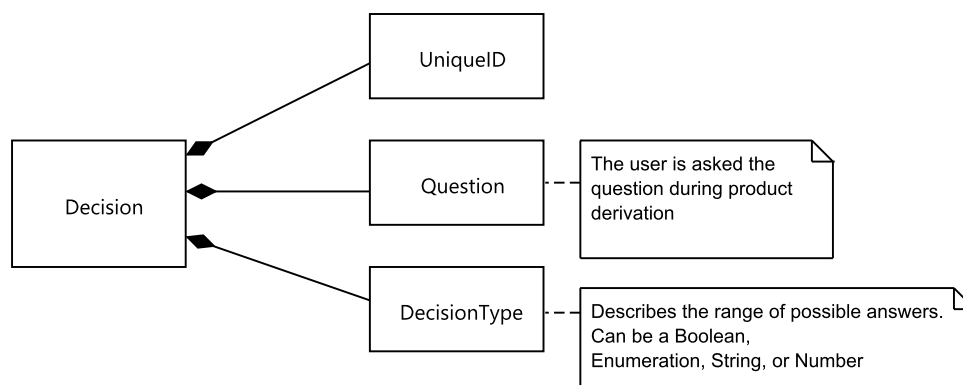 UniqueID
Decision
Question
The user is asked the
question during product
derivation
DecisionType
Describes the range of possible answers.
Can be a Boolean,
Enumeration, String, or Number